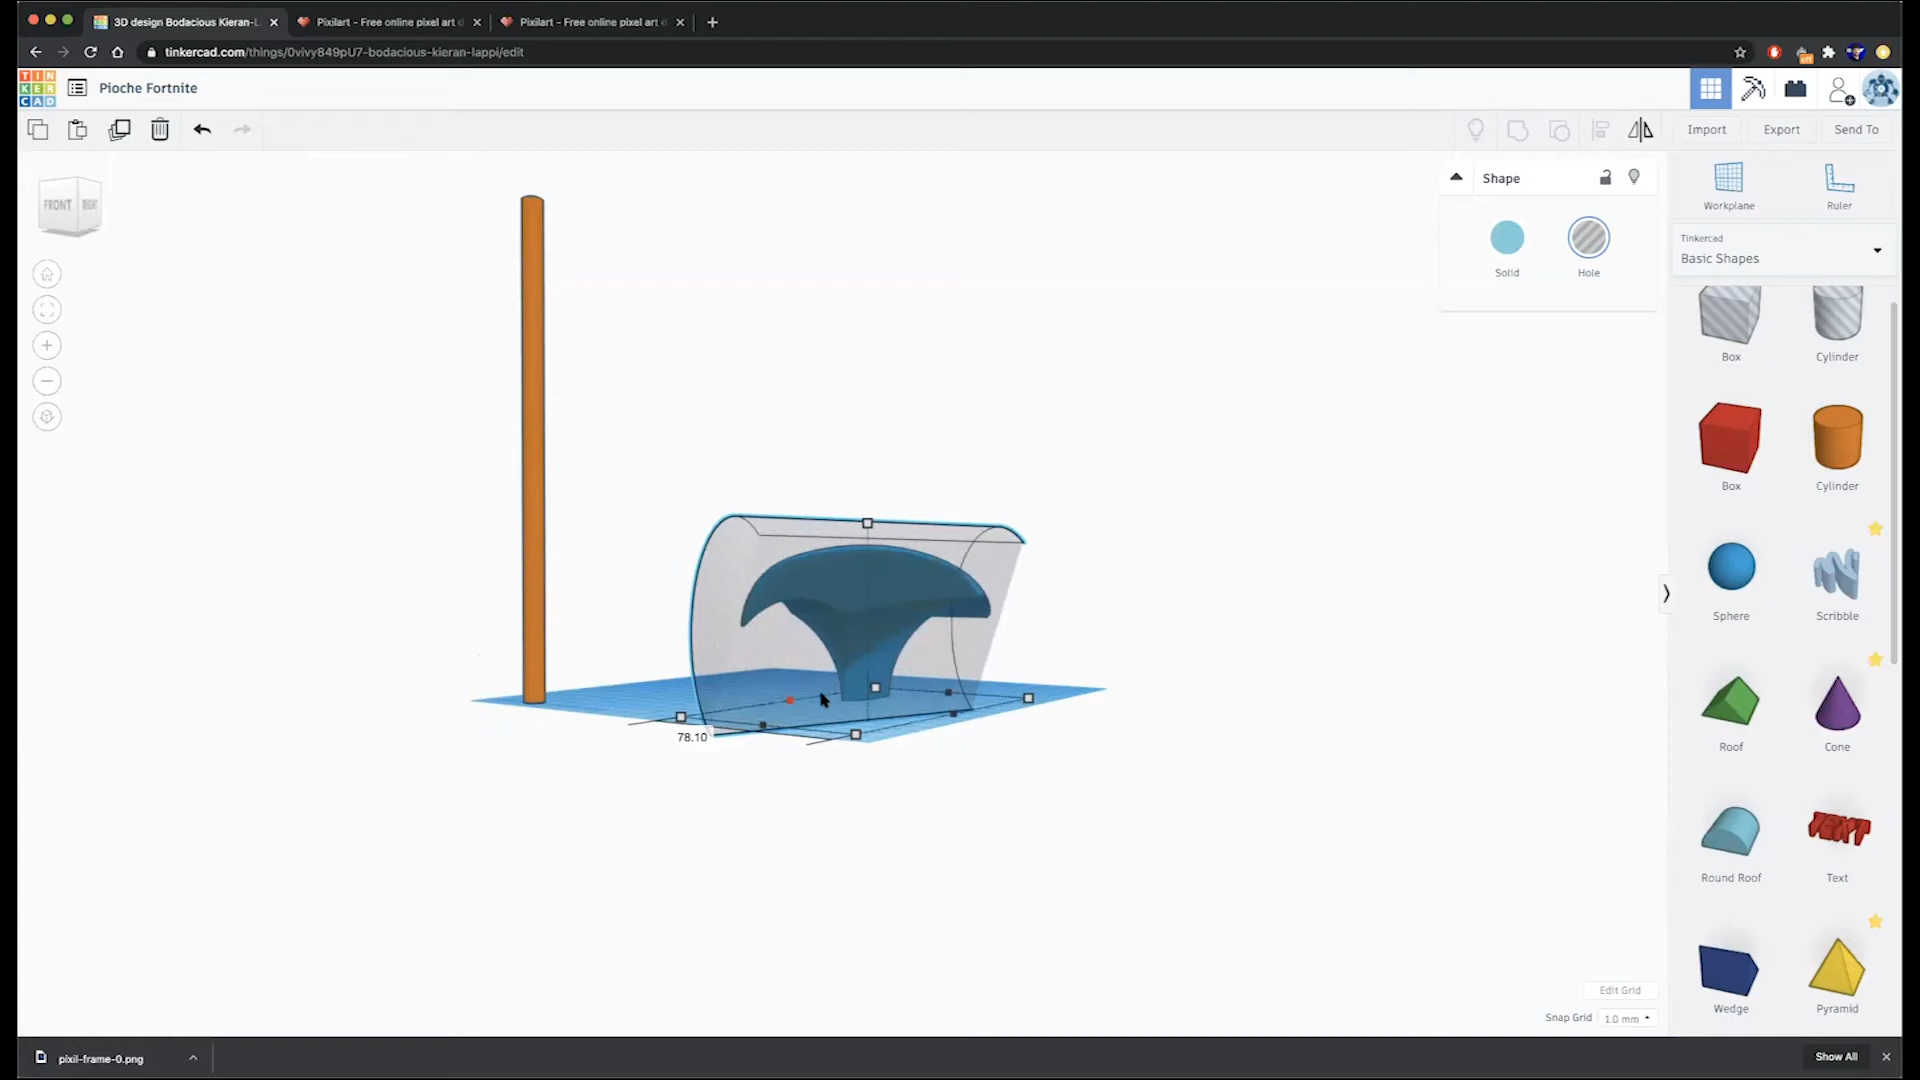 3D design Bodacious Kieran-L
Pixilart - Free online pixel art
Pixilart - Free online pixel art
tinkercad.com/things/0vivy849pU7-bodacious-kieran-lappi/edit
TIN
KER
CAD
Pioche Fortnite
Import
Export
Send To
FRONT
RIGHT
Shape
Solid
Hole
Workplane
Ruler
Tinkercad
Basic Shapes
Box
Cylinder
Box
Cylinder
Sphere
Scribble
Roof
Cone
Round Roof
TEXT
Text
Wedge
Pyramid
78.10
Edit Grid
Snap Grid
1.0 mm
pixil-frame-0.png
Show All